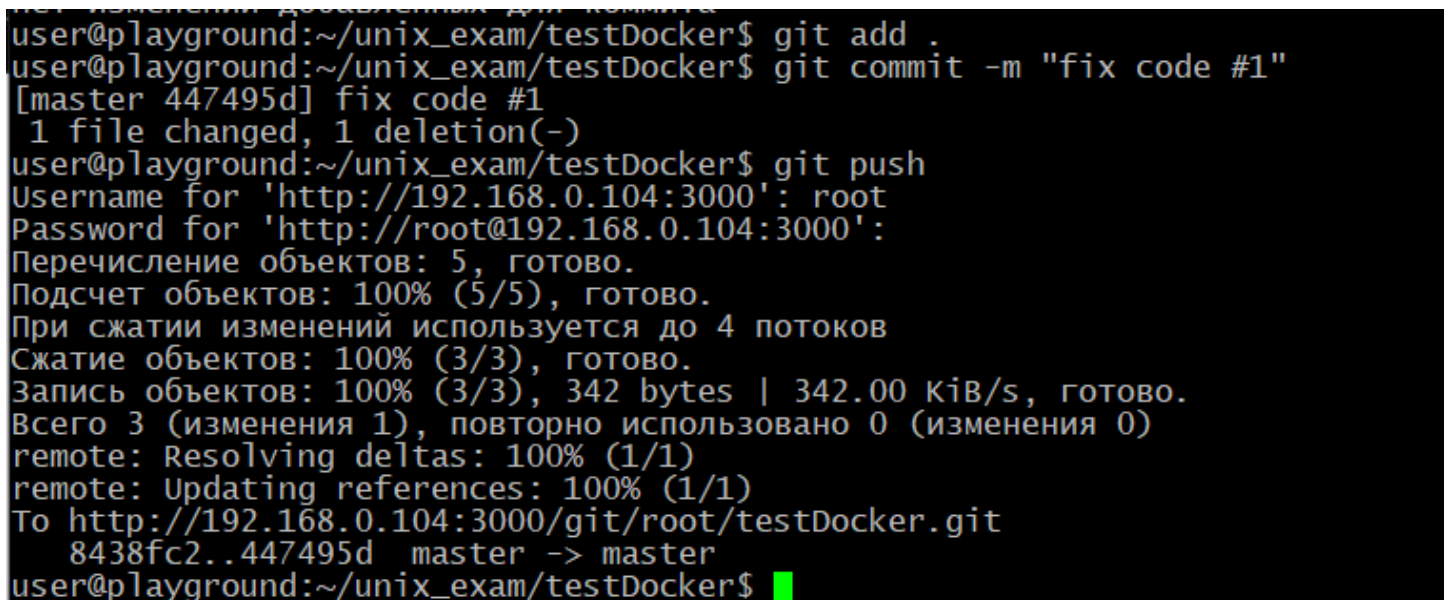 нет изменений добавленных для коммита
user@playground:~/unix_exam/testDocker$ git add .
user@playground:~/unix_exam/testDocker$ git commit -m "fix code #1"
[master 447495d] fix code #1
 1 file changed, 1 deletion(-)
user@playground:~/unix_exam/testDocker$ git push
Username for 'http://192.168.0.104:3000': root
Password for 'http://root@192.168.0.104:3000':
Перечисление объектов: 5, готово.
Подсчет объектов: 100% (5/5), готово.
При сжатии изменений используется до 4 потоков
Сжатие объектов: 100% (3/3), готово.
Запись объектов: 100% (3/3), 342 bytes | 342.00 KiB/s, готово.
Всего 3 (изменения 1), повторно использовано 0 (изменения 0)
remote: Resolving deltas: 100% (1/1)
remote: Updating references: 100% (1/1)
To http://192.168.0.104:3000/git/root/testDocker.git
   8438fc2..447495d  master -> master
user@playground:~/unix_exam/testDocker$